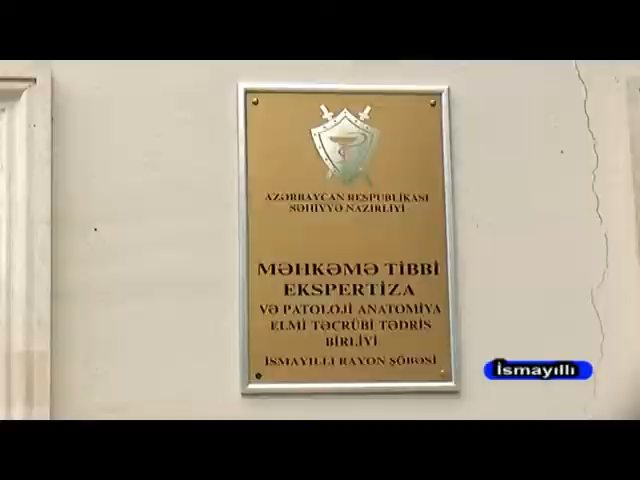 AZƏRBAYCAN RESPUBLİKASI
SƏHİYYƏ NAZİRLİYİ
MƏHKƏMƏ TİBBİ
EKSPERTİZA
VƏ PATOLOJİ ANATOMİYA
ELMİ TƏCRÜBİ TƏDRİS
BİRLİYİ
İSMAYILLI RAYON ŞÖBƏSİ
İsmayıllı